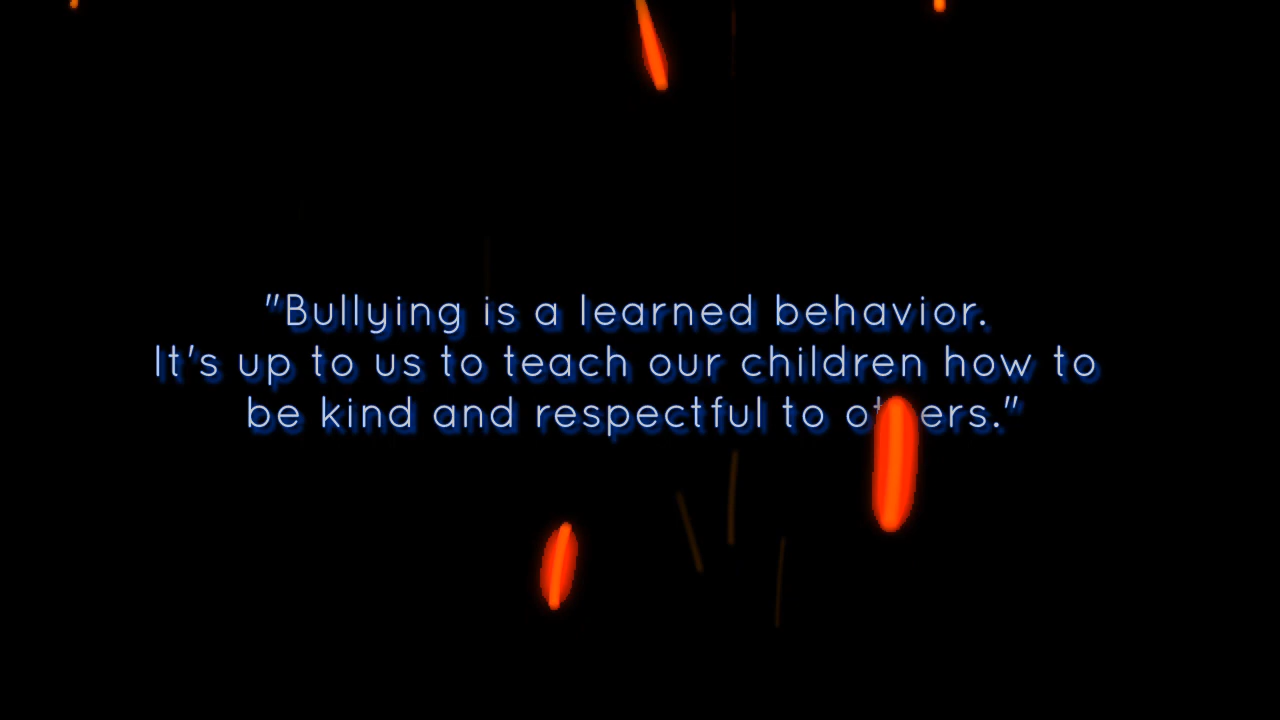 "Bullying is a learned behavior.
It's up to us to teach our children how to
be kind and respectful to others."